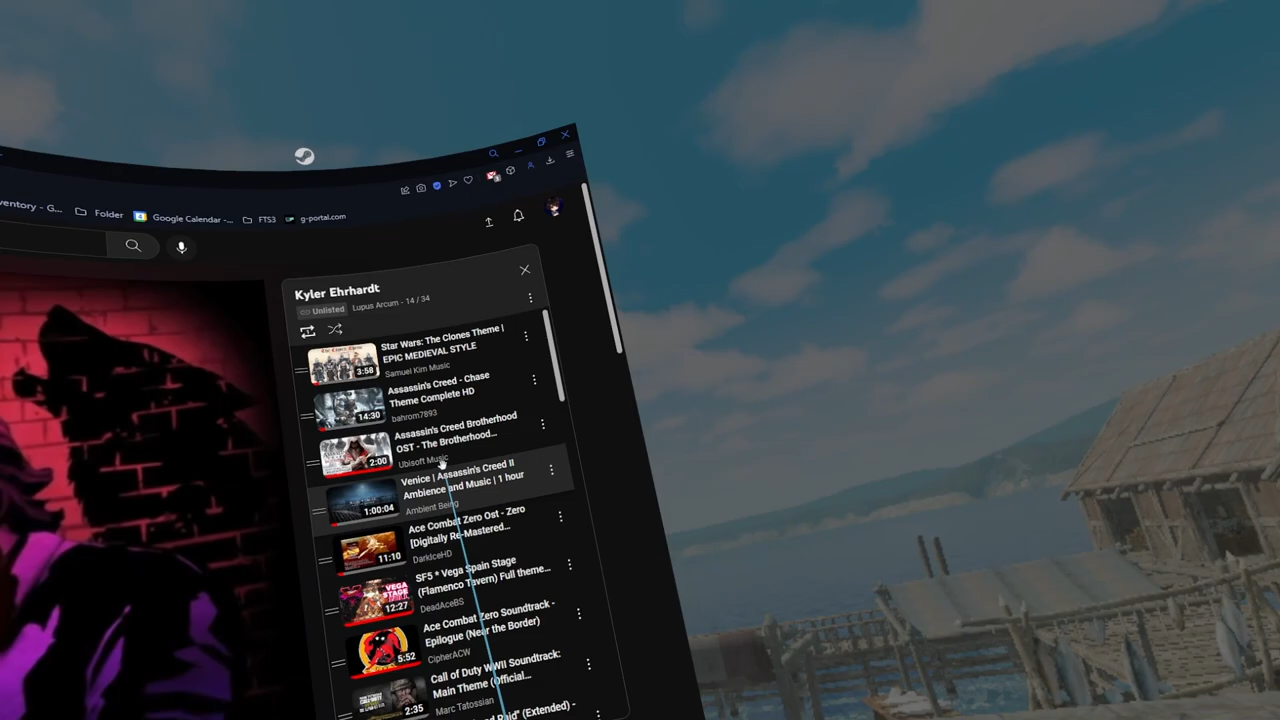 ventory - G...
Folder
Google Calendar -...
FTS3
g-portal.com
Kyler Ehrhardt
Unlisted
Lupus Arcum - 14 / 34
Star Wars: The Clones Theme |
EPIC MEDIEVAL STYLE
Samuel Kim Music
3:58
Assassin's Creed - Chase
Theme Complete HD
bahrom7893
14:30
Assassin's Creed Brotherhood
OST - The Brotherhood...
Ubisoft Music
2:00
Venice | Assassin's Creed II
Ambience and Music | 1 hour
Ambient Being
1:00:04
Ace Combat Zero Ost - Zero
[Digitally Re-Mastered...
DarkIceHD
11:10
SF5 * Vega Spain Stage
(Flamenco Tavern) Full theme...
DeadAceBS
VEGA
STAGE
12:27
Ace Combat Zero Soundtrack -
Epilogue (Near the Border)
CipherACW
5:52
Call of Duty WWII Soundtrack:
Main Theme (Official...
Marc Tatossian
2:35
Raid" (Extended) -